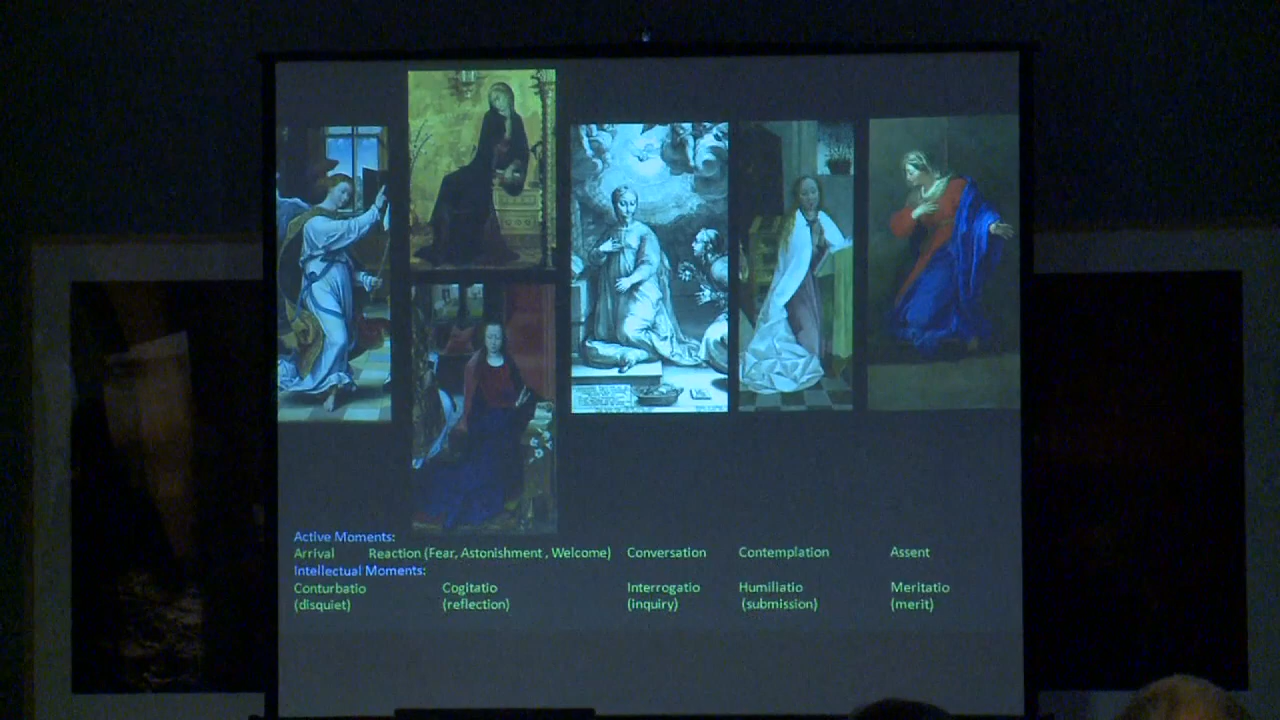 Active Moments:
Arrival Reaction (Fear, Astonishment , Welcome) Conversation Contemplation Assent
Intellectual Moments:
Conturbatio Cogitatio Interrogatio Humiliatio Meritatio
(disquiet) (reflection) (inquiry) (submission) (merit)